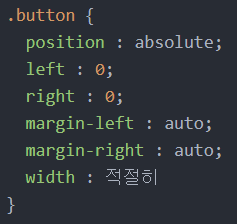 .button {
position : absolute;
left : 0;
right : 0;
margin-left : auto;
margin-right : auto;
width : 적절히
}